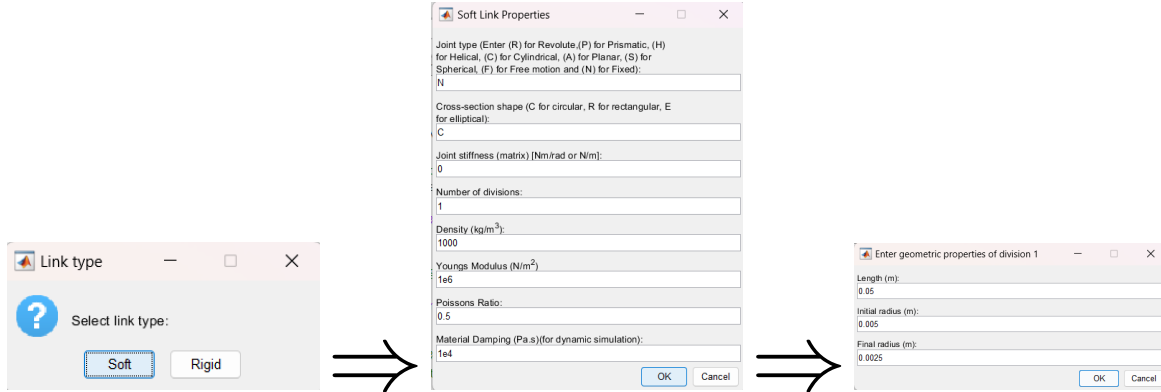 Link type
Select link type:
Soft
Rigid
Soft Link Properties
Joint type (Enter (R) for Revolute,(P) for Prismatic, (H)
for Helical, (C) for Cylindrical, (A) for Planar, (S) for
Spherical, (F) for Free motion and (N) for Fixed):
N
Cross-section shape (C for circular, R for rectangular, E
for elliptical):
C
Joint stiffness (matrix) [Nm/rad or N/m]:
0
Number of divisions:
1
Density (kg/m³):
1000
Youngs Modulus (N/m²)
1e6
Poissons Ratio:
0.5
Material Damping (Pa.s)(for dynamic simulation):
1e4
OK Cancel
Enter geometric properties of division 1
Length (m):
0.05
Initial radius (m):
0.005
Final radius (m):
0.0025
OK Cancel